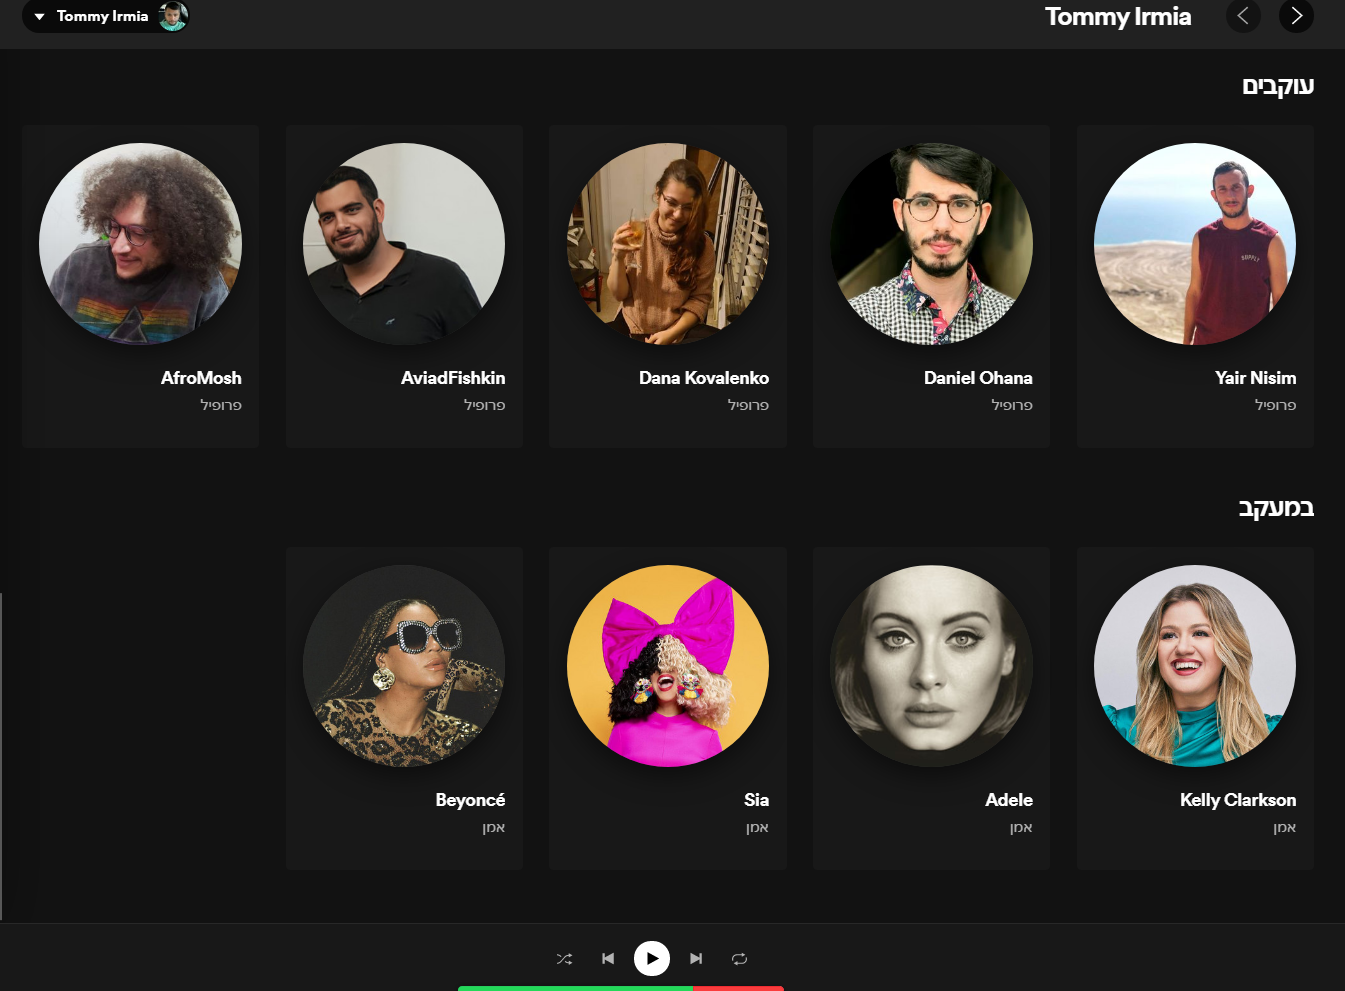 Tommy Irmia
Tommy Irmia
עוקבים
Yair Nisim
פרופיל
Daniel Ohana
פרופיל
Dana Kovalenko
פרופיל
AviadFishkin
פרופיל
AfroMosh
פרופיל
SUPPLY
במעקב
Kelly Clarkson
אמן
Adele
אמן
Sia
אמן
Beyoncé
אמן